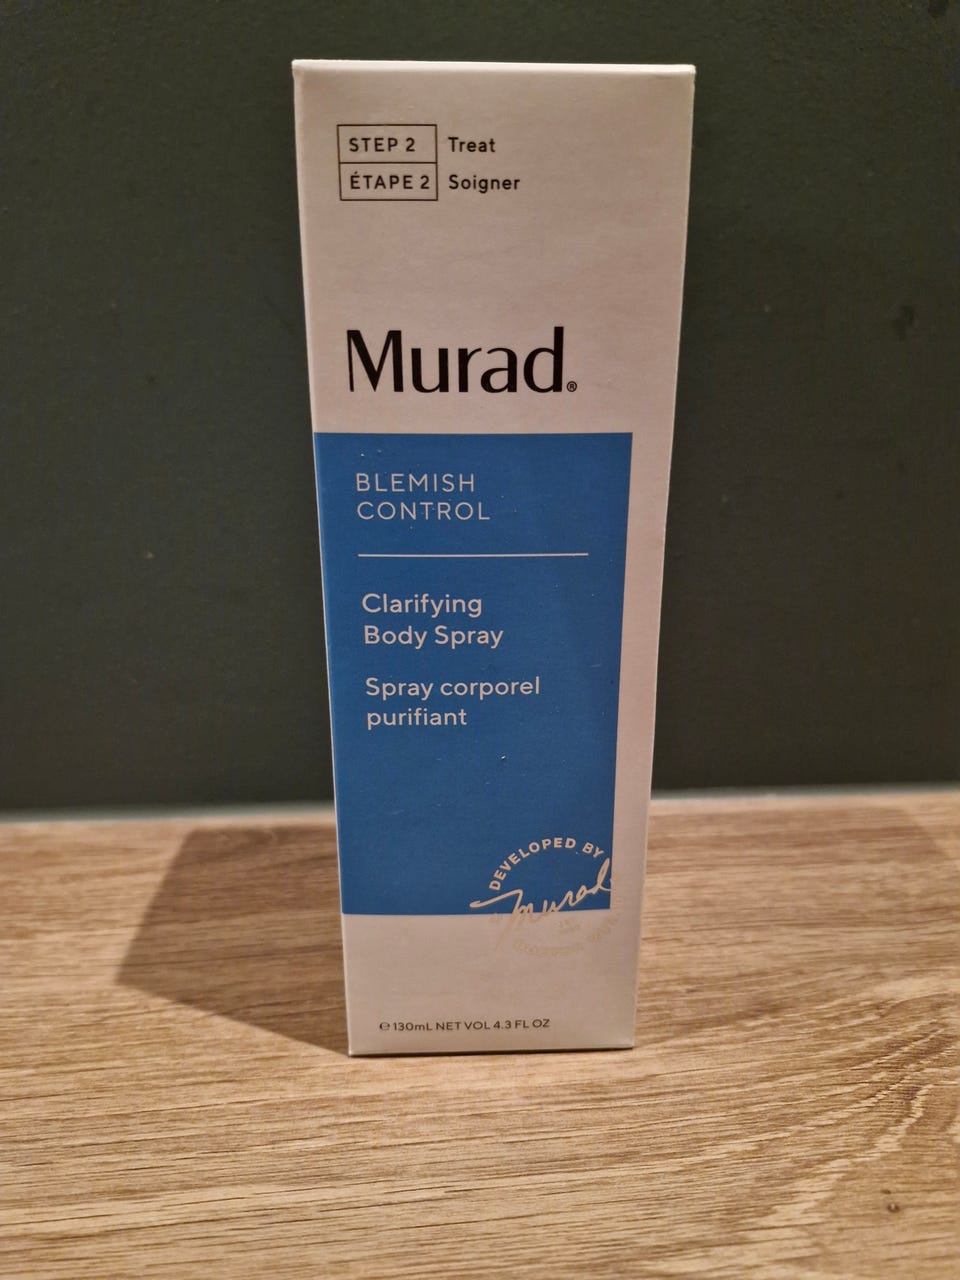 STEP 2 Treat
ÉTAPE 2 Soigner
Murad®
BLEMISH
CONTROL
Clarifying
Body Spray
Spray corporel
purifiant
DEVELOPED BY
Murad
℮ 130mL NET VOL 4.3 FL OZ